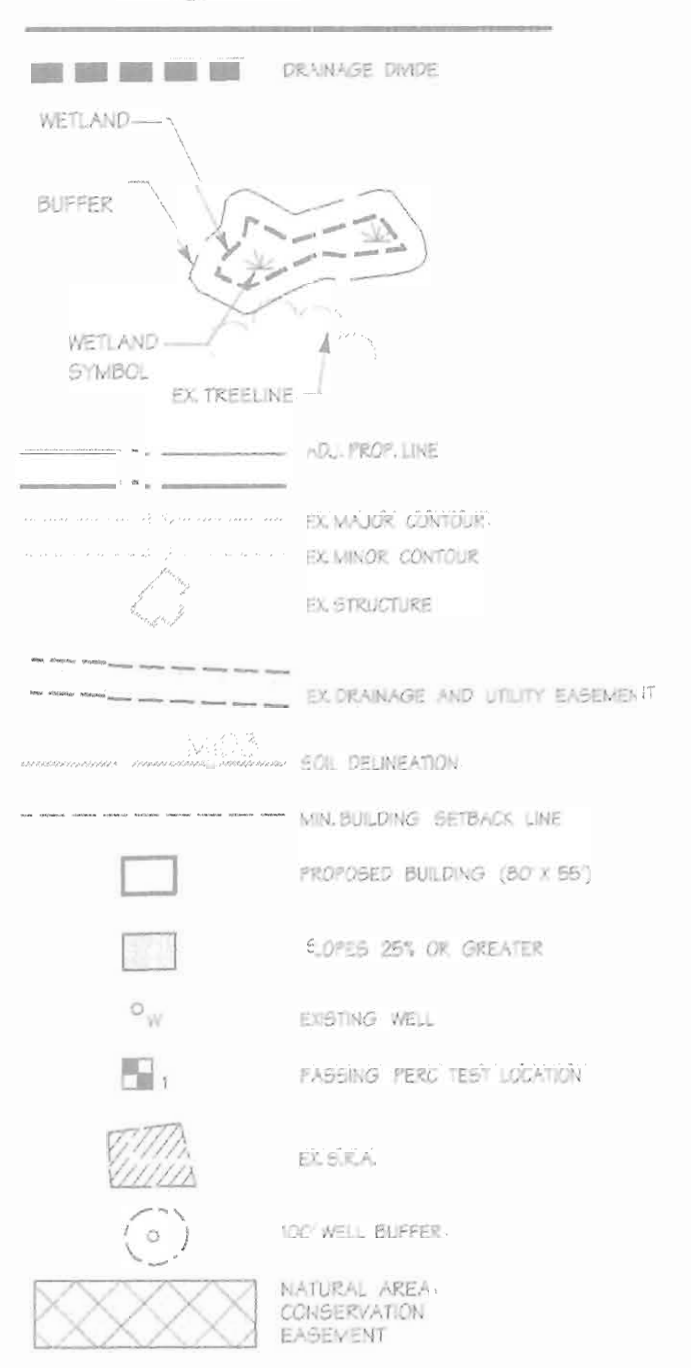 DRAINAGE DIVIDE
WETLAND
BUFFER
WETLAND
SYMBOL
EX. TREELINE
ADJ. PROP. LINE
EX. MAJOR CONTOUR
EX. MINOR CONTOUR
EX. STRUCTURE
EX. DRAINAGE AND UTILITY EASEMENT
SOIL DELINEATION
MIN. BUILDING SETBACK LINE
PROPOSED BUILDING (80' X 55')
SLOPES 25% OR GREATER
W
EXISTING WELL
1
PASSING PERC TEST LOCATION
EX. S.R.A.
100' WELL BUFFER
NATURAL AREA
CONSERVATION
EASEMENT